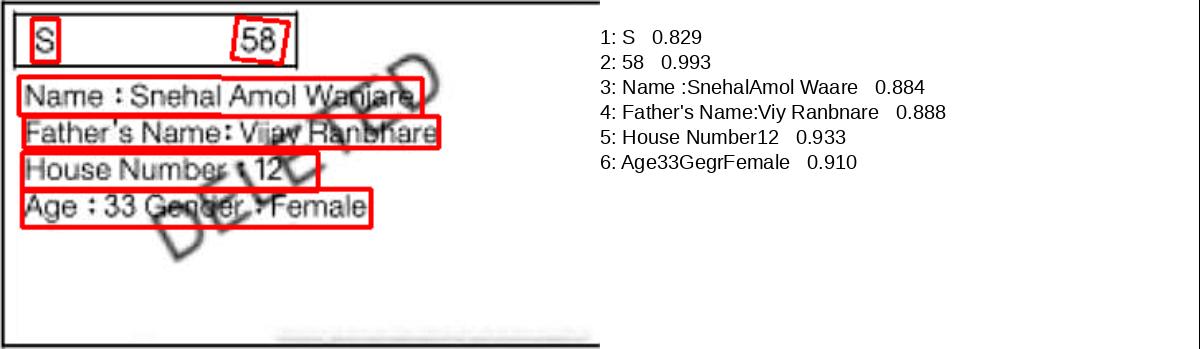 S 58
Name : Snehal Amol Wanjare
Father's Name: Vijay Ranbhare
House Number : 12
Age : 33 Gender : Female
DELETED
1: S 0.829
2: 58 0.993
3: Name :SnehalAmol Waare 0.884
4: Father's Name:Viy Ranbnare 0.888
5: House Number12 0.933
6: Age33GegrFemale 0.910